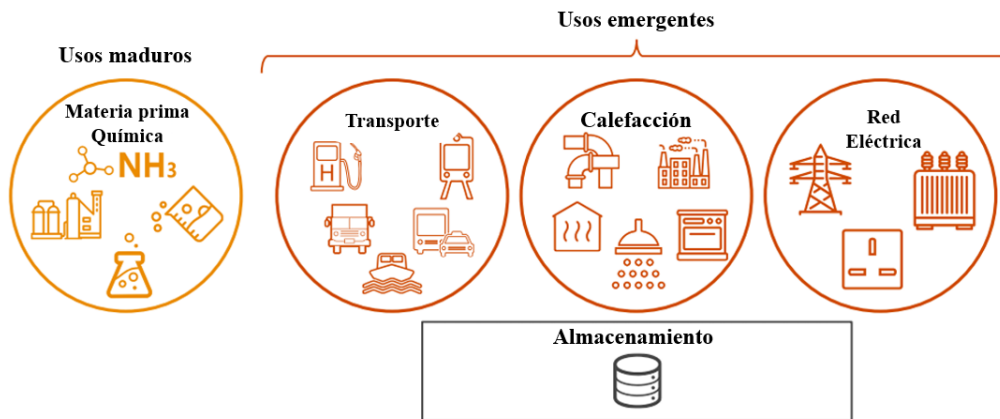 Usos emergentes
Usos maduros
Materia prima
Química
NH3
Transporte
H
Calefacción
Red
Eléctrica
Almacenamiento